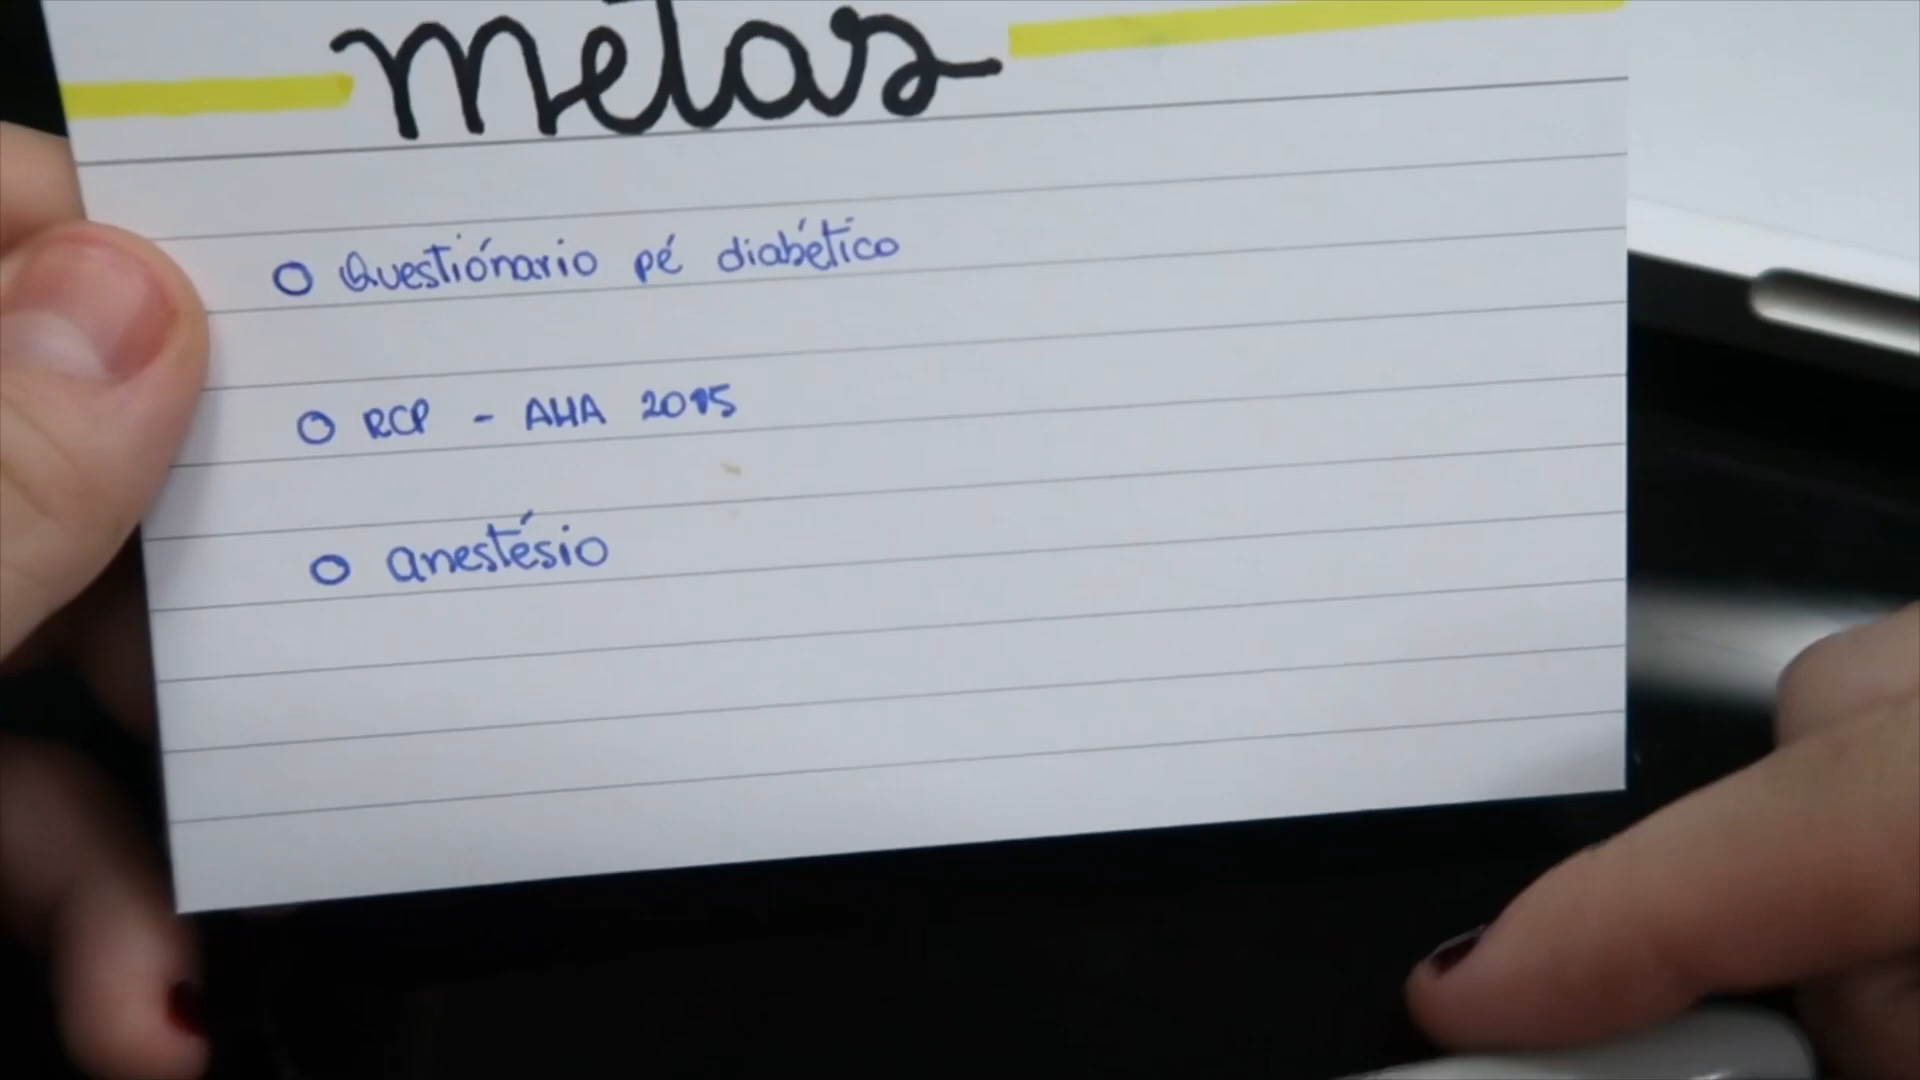 metas
O Questiónario pé diabético
O RCP - AHA 2015
O anestésio